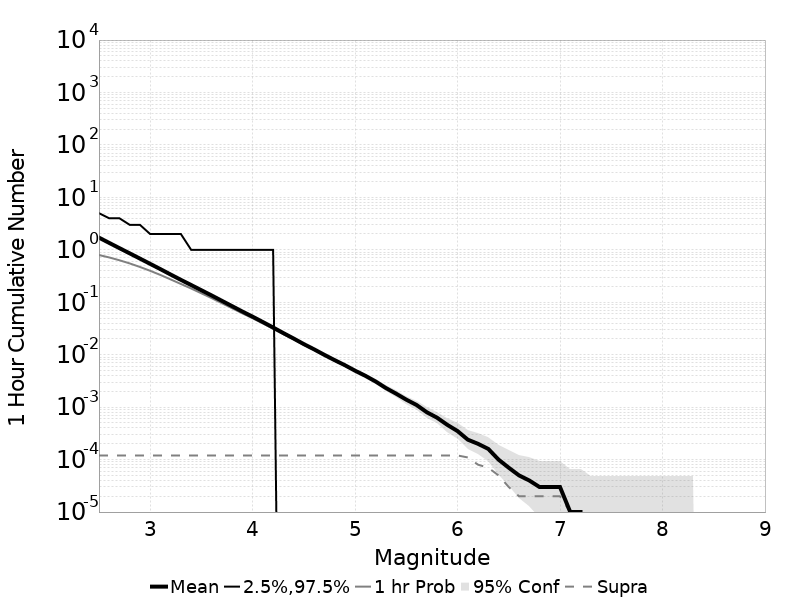 10^4
10^3
10^2
10^1
10^0
10^-1
10^-2
10^-3
10^-4
10^-5
1 Hour Cumulative Number
3 4 5 6 7 8 9
Magnitude
Mean 2.5%,97.5% 1 hr Prob 95% Conf Supra